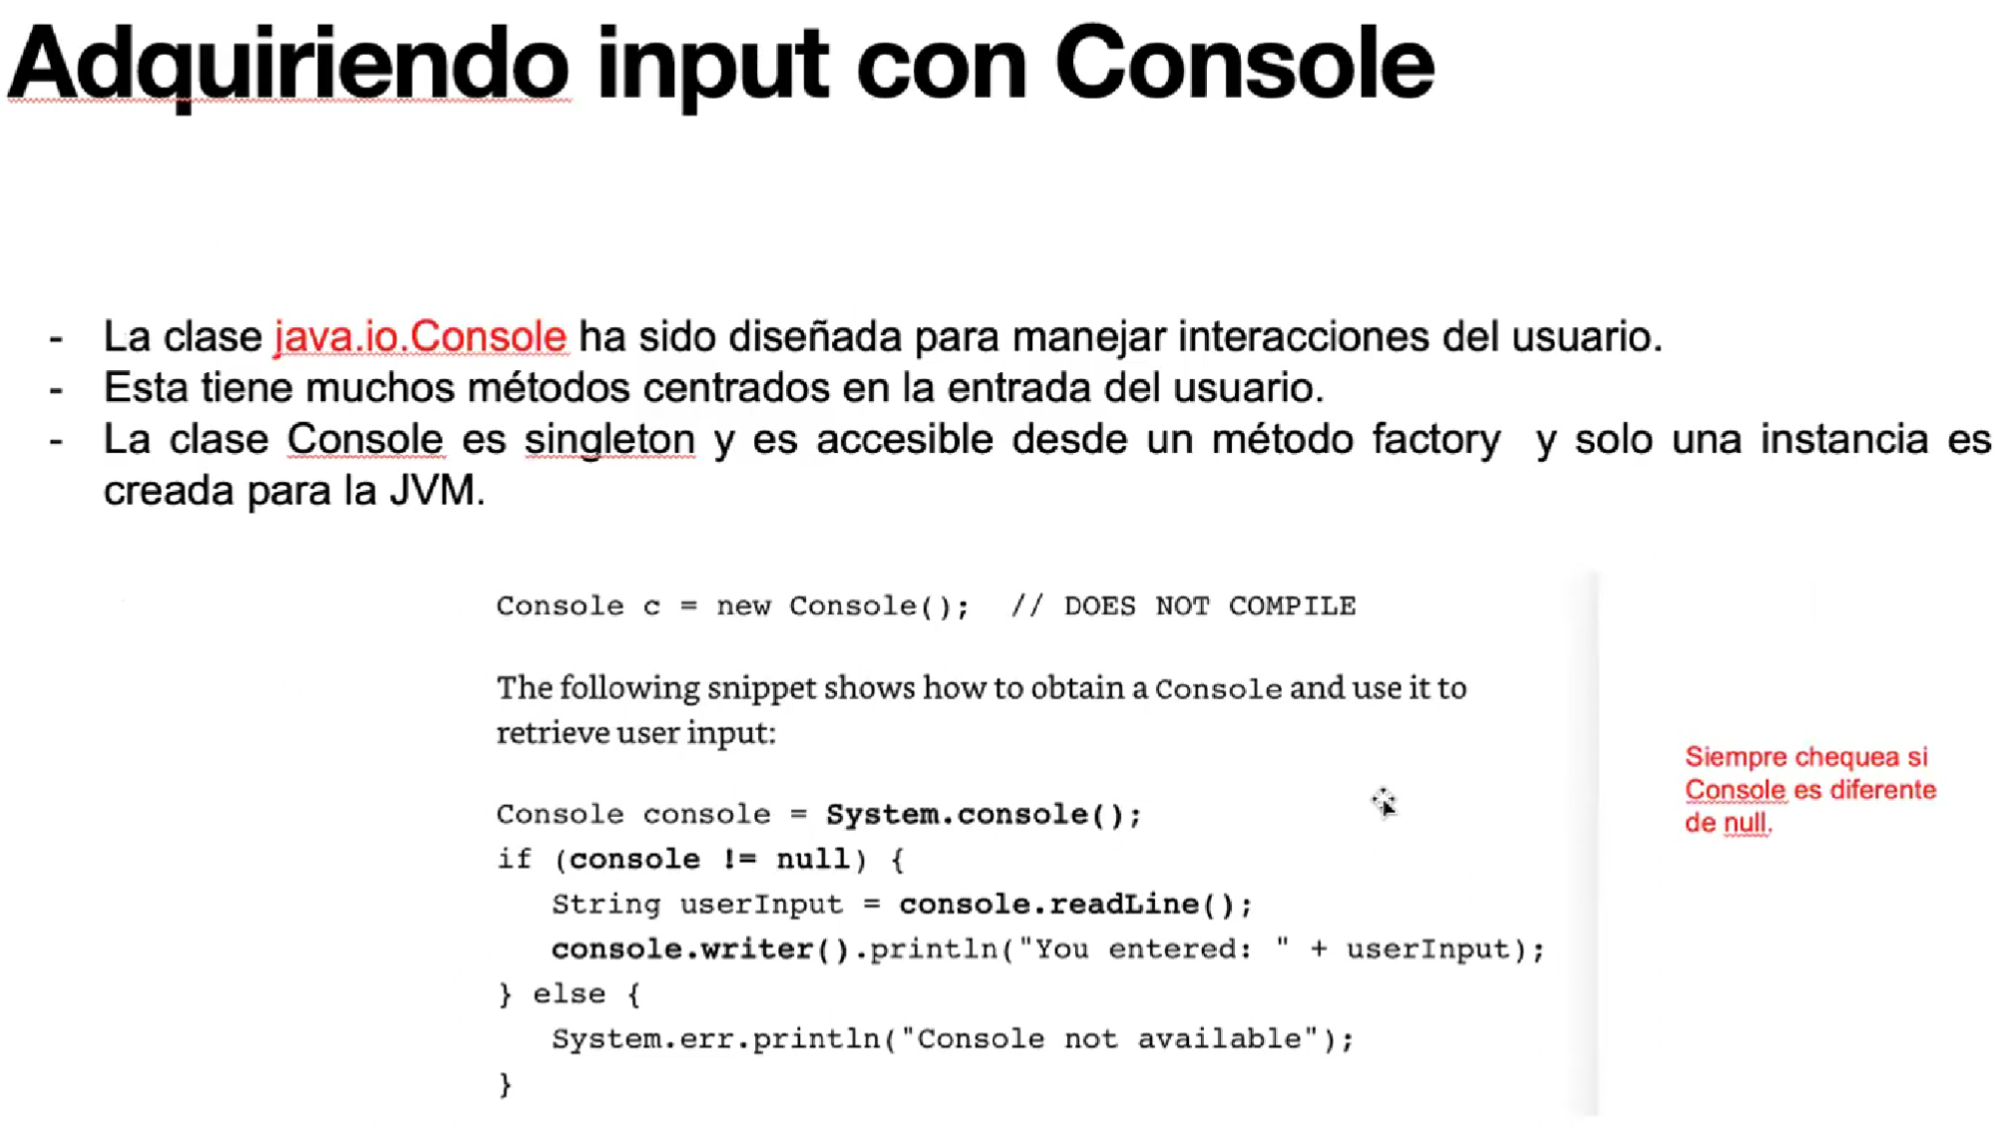 Adquiriendo input con Console
- La clase java.io.Console ha sido diseñada para manejar interacciones del usuario.
- Esta tiene muchos métodos centrados en la entrada del usuario.
- La clase Console es singleton y es accesible desde un método factory y solo una instancia es
creada para la JVM.
Console c = new Console();  // DOES NOT COMPILE
The following snippet shows how to obtain a Console and use it to
retrieve user input:
Console console = System.console();
if (console != null) {
   String userInput = console.readLine();
   console.writer().println("You entered: " + userInput);
} else {
   System.err.println("Console not available");
}
Siempre chequea si
Console es diferente
de null.